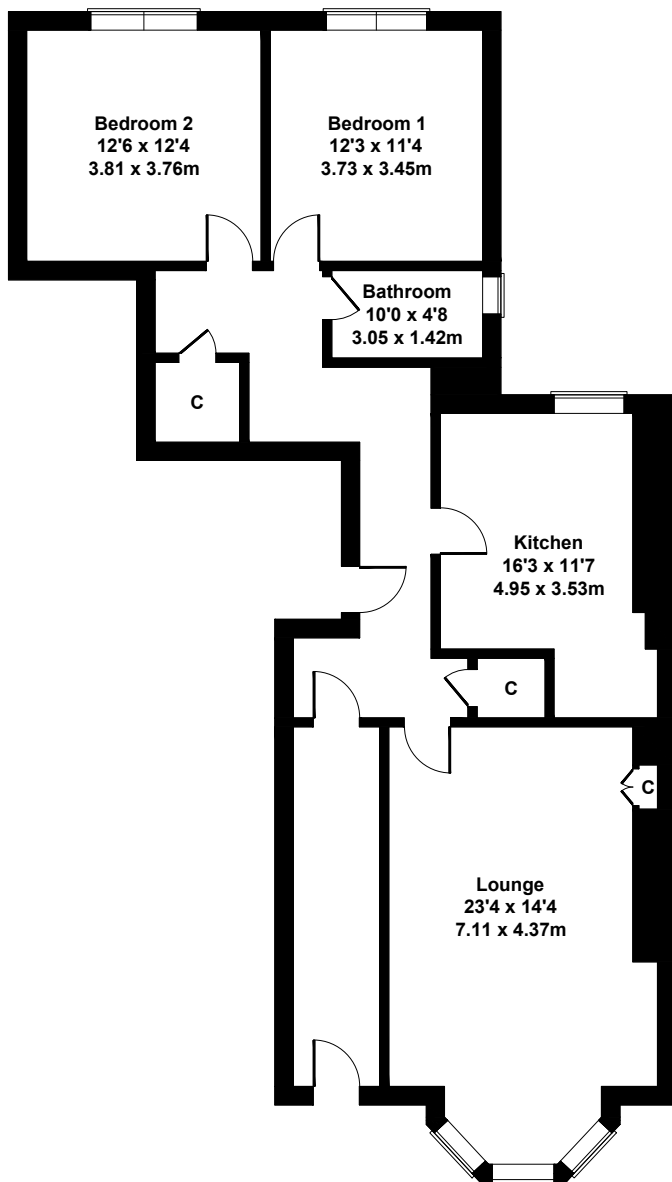 Bedroom 2
12'6 x 12'4
3.81 x 3.76m
Bedroom 1
12'3 x 11'4
3.73 x 3.45m
Bathroom
10'0 x 4'8
3.05 x 1.42m
C
Kitchen
16'3 x 11'7
4.95 x 3.53m
C
C
Lounge
23'4 x 14'4
7.11 x 4.37m